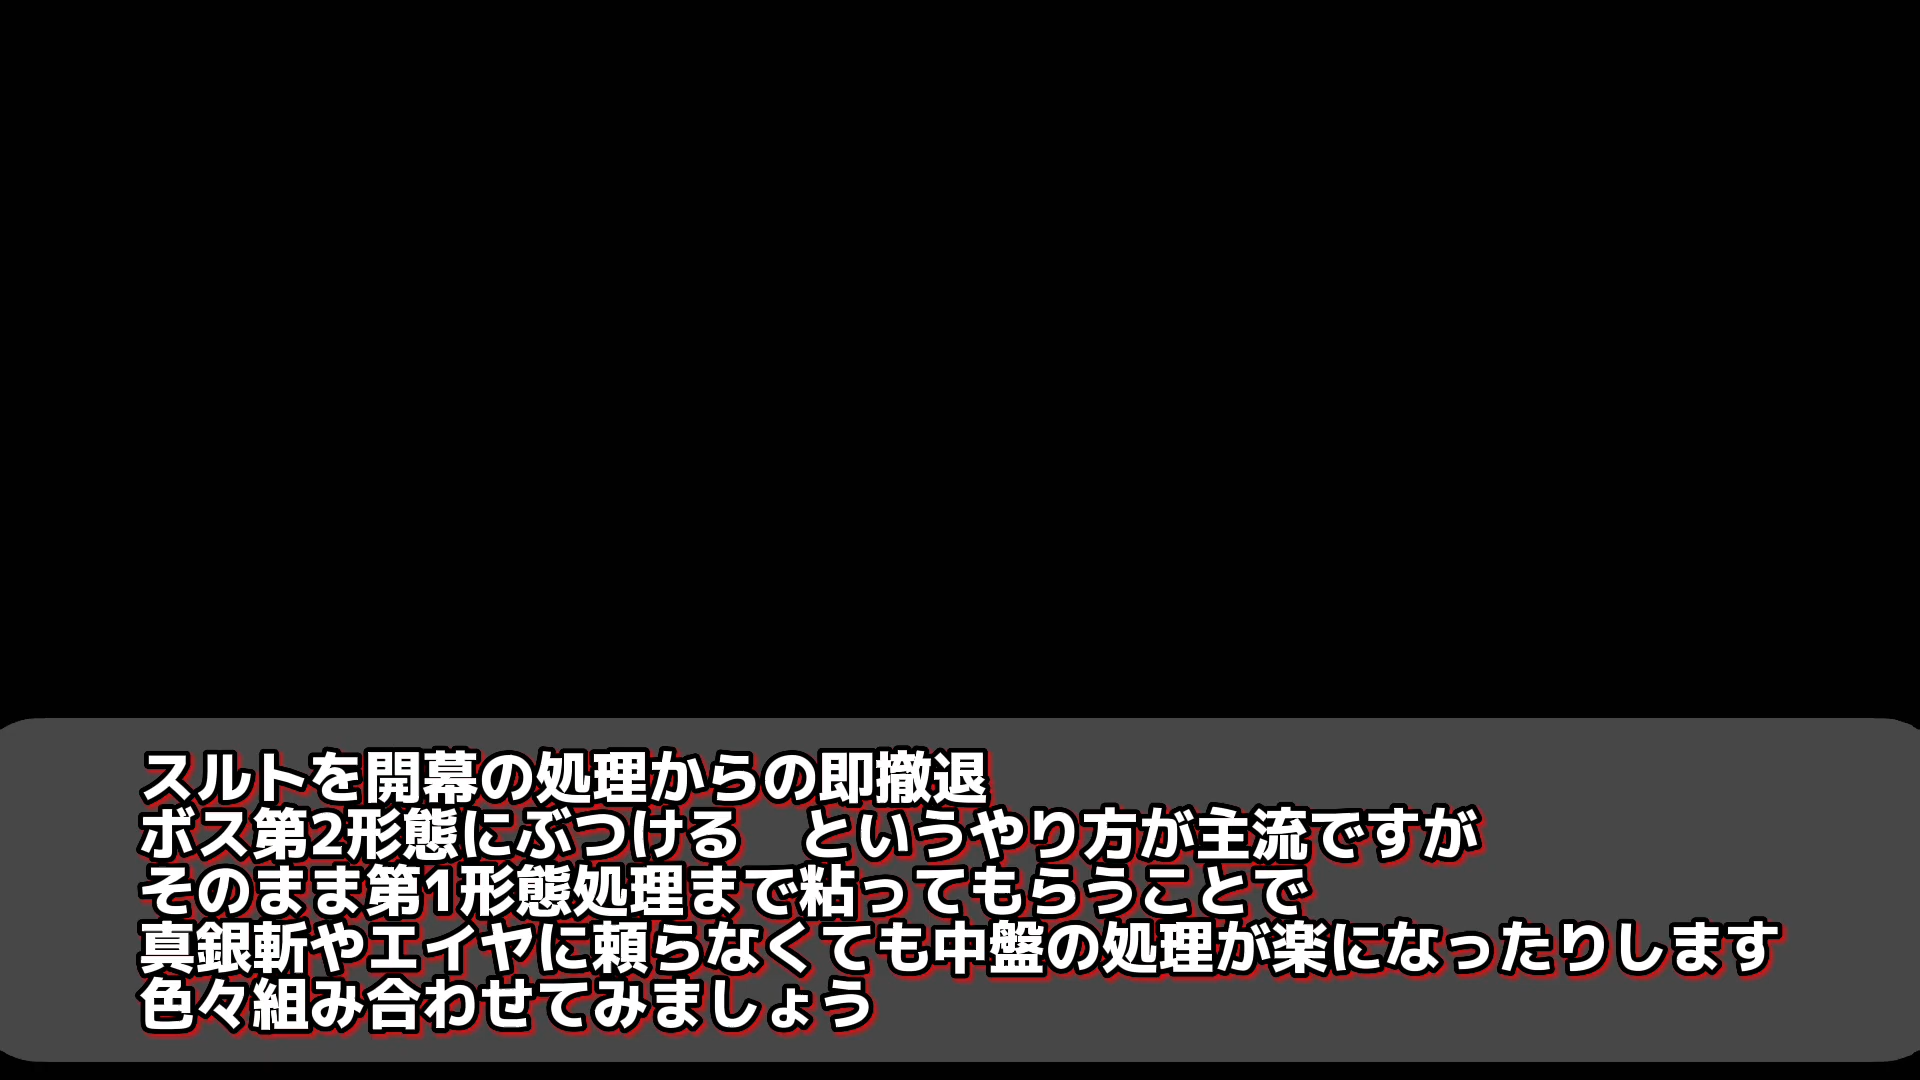 スルトを開幕の処理からの即撤退
ボス第2形態にぶつける　というやり方が主流ですが
そのまま第1形態処理まで粘ってもらうことで
真銀斬やエイヤに頼らなくても中盤の処理が楽になったりします
色々組み合わせてみましょう